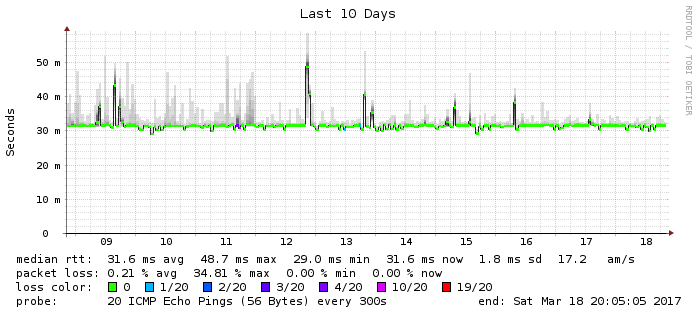 Last 10 Days
RRDTOOL / TOBI OETIKER
Seconds
50 m
40 m
30 m
20 m
10 m
0
09 10 11 12 13 14 15 16 17 18
median rtt: 31.6 ms avg 48.7 ms max 29.0 ms min 31.6 ms now 1.8 ms sd 17.2 am/s
packet loss: 0.21 % avg 34.81 % max 0.00 % min 0.00 % now
loss color: 0 1/20 2/20 3/20 4/20 10/20 19/20
probe: 20 ICMP Echo Pings (56 Bytes) every 300s end: Sat Mar 18 20:05:05 2017